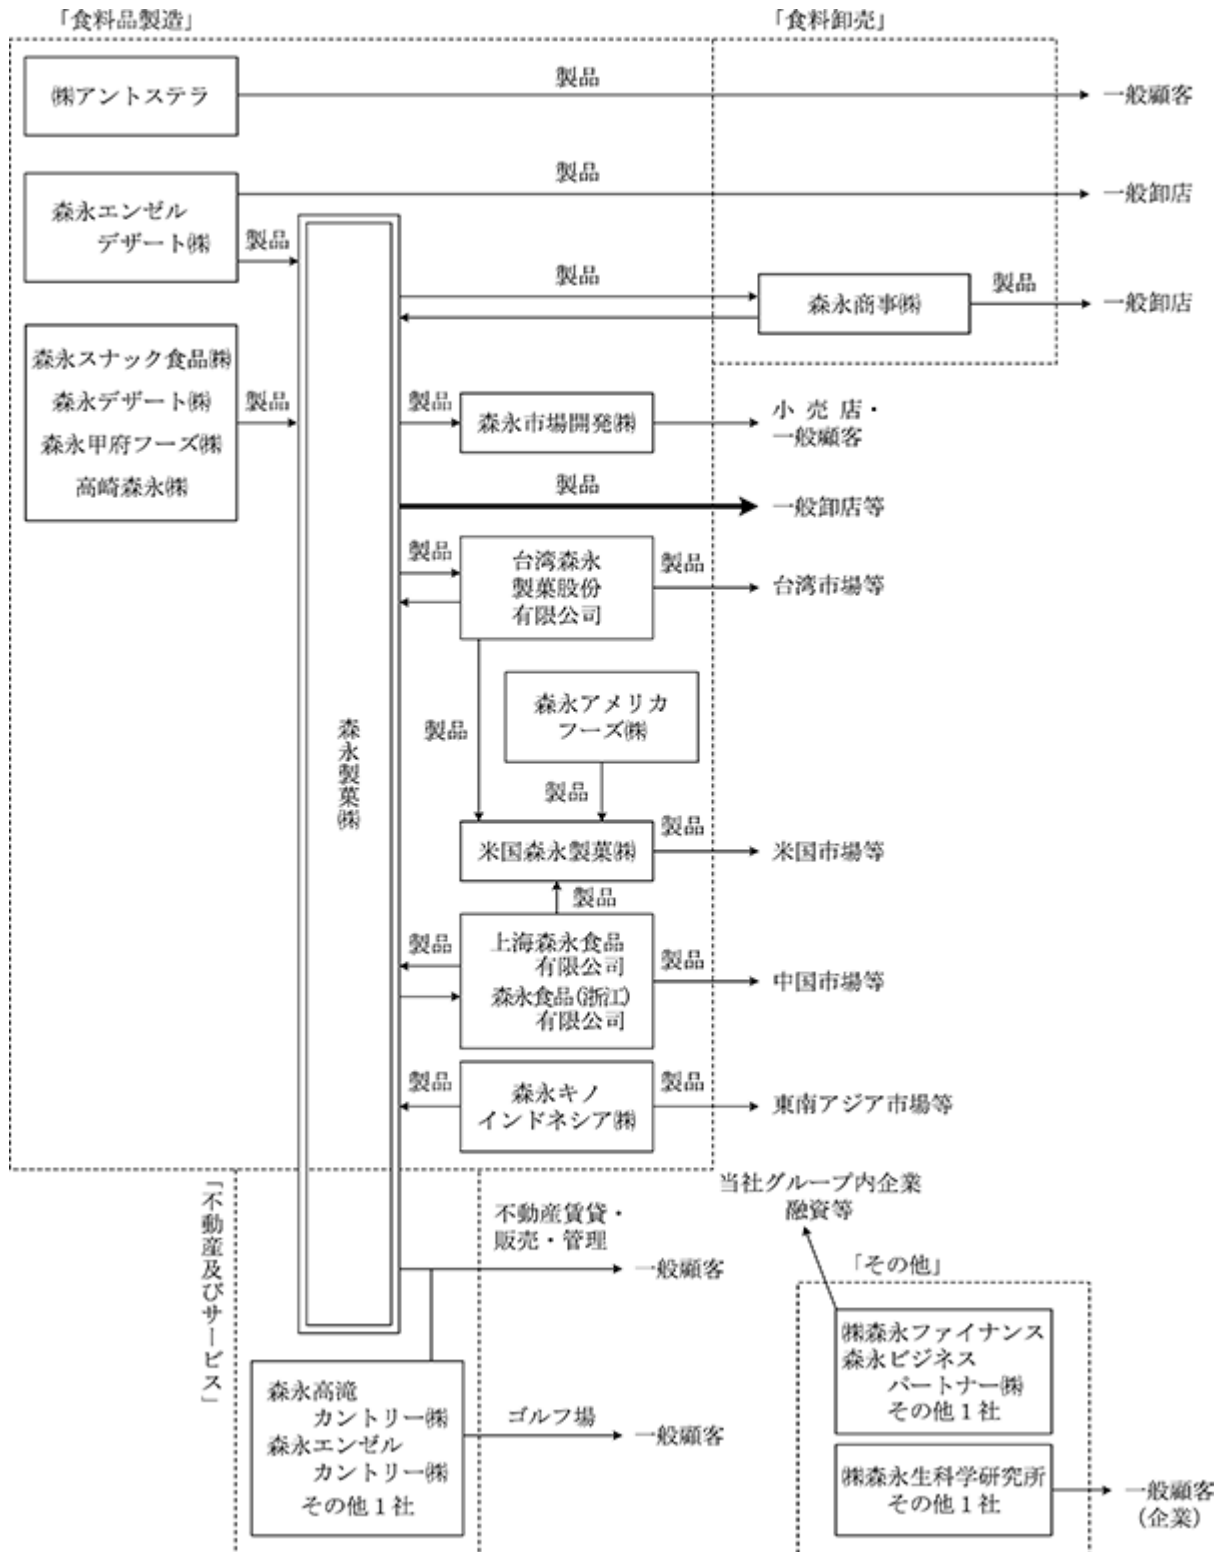 「食料品製造」
「食料卸売」
㈱アントステラ
製品
一般顧客
森永エンゼル
デザート㈱
製品
一般卸店
製品
製品
森永商事㈱
製品
一般卸店
森永スナック食品㈱
森永デザート㈱
森永甲府フーズ㈱
高崎森永㈱
製品
製品
森永市場開発㈱
小売店・
一般顧客
製品
一般卸店等
森永製菓㈱
製品
台湾森永
製菓股份
有限公司
製品
台湾市場等
森永アメリカ
フーズ㈱
製品
製品
米国森永製菓㈱
製品
米国市場等
製品
製品
上海森永食品
有限公司
森永食品(浙江)
有限公司
製品
中国市場等
製品
森永キノ
インドネシア㈱
製品
東南アジア市場等
「不動産及びサービス」
不動産賃貸・
販売・管理
一般顧客
森永高滝
カントリー㈱
森永エンゼル
カントリー㈱
その他1社
ゴルフ場
一般顧客
当社グループ内企業
融資等
「その他」
㈱森永ファイナンス
森永ビジネス
パートナー㈱
その他1社
㈱森永生科学研究所
その他1社
一般顧客
(企業)